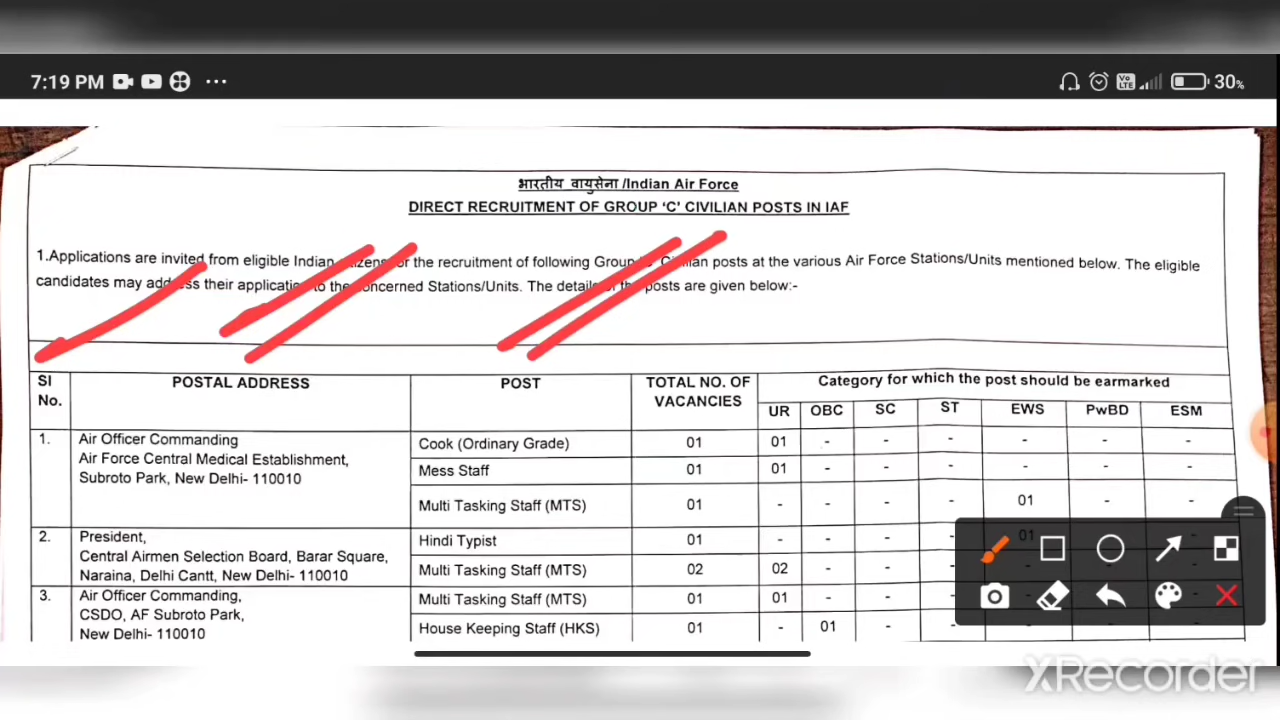 7:19 PM ... Vo LTE 30%
भारतीय वायुसेना /Indian Air Force
DIRECT RECRUITMENT OF GROUP 'C' CIVILIAN POSTS IN IAF
1.Applications are invited from eligible Indian the recruitment of following Group posts at the various Air Force Stations/Units mentioned below. The eligible
candidates may address their application to the concerned Stations/Units. The details of the posts are given below:-
SI No. POSTAL ADDRESS POST TOTAL NO. OF VACANCIES Category for which the post should be earmarked
UR OBC SC ST EWS PwBD ESM
1. Air Officer Commanding Cook (Ordinary Grade) 01 01 - - - - - -
Air Force Central Medical Establishment, Mess Staff 01 01 - - - - - -
Subroto Park, New Delhi- 110010
Multi Tasking Staff (MTS) 01 - - - - 01 - -
2. President, Hindi Typist 01 - - - - 01 -
Central Airmen Selection Board, Barar Square,
Naraina, Delhi Cantt, New Delhi- 110010 Multi Tasking Staff (MTS) 02 02 - - -
3. Air Officer Commanding, Multi Tasking Staff (MTS) 01 01 - - -
CSDO, AF Subroto Park,
New Delhi- 110010 House Keeping Staff (HKS) 01 - 01 - -
XRecorder